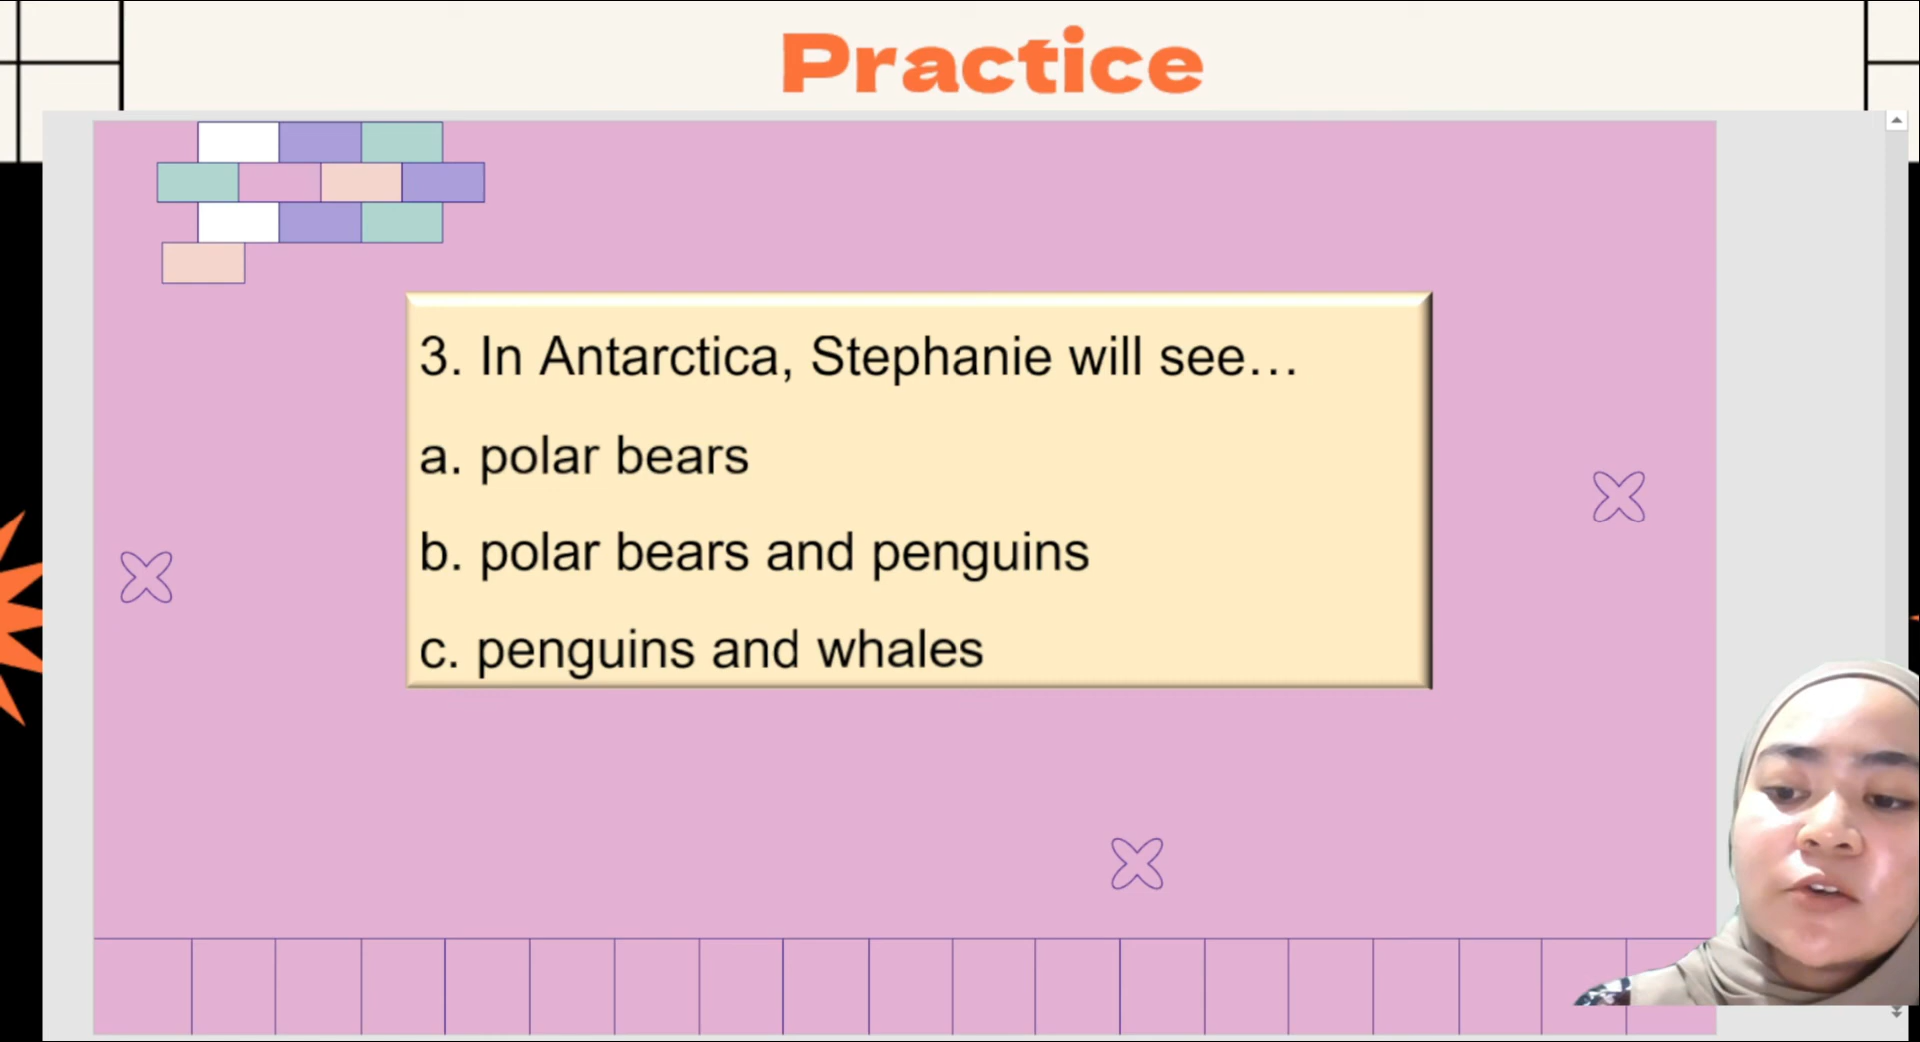 Practice
3. In Antarctica, Stephanie will see…
a. polar bears
b. polar bears and penguins
c. penguins and whales